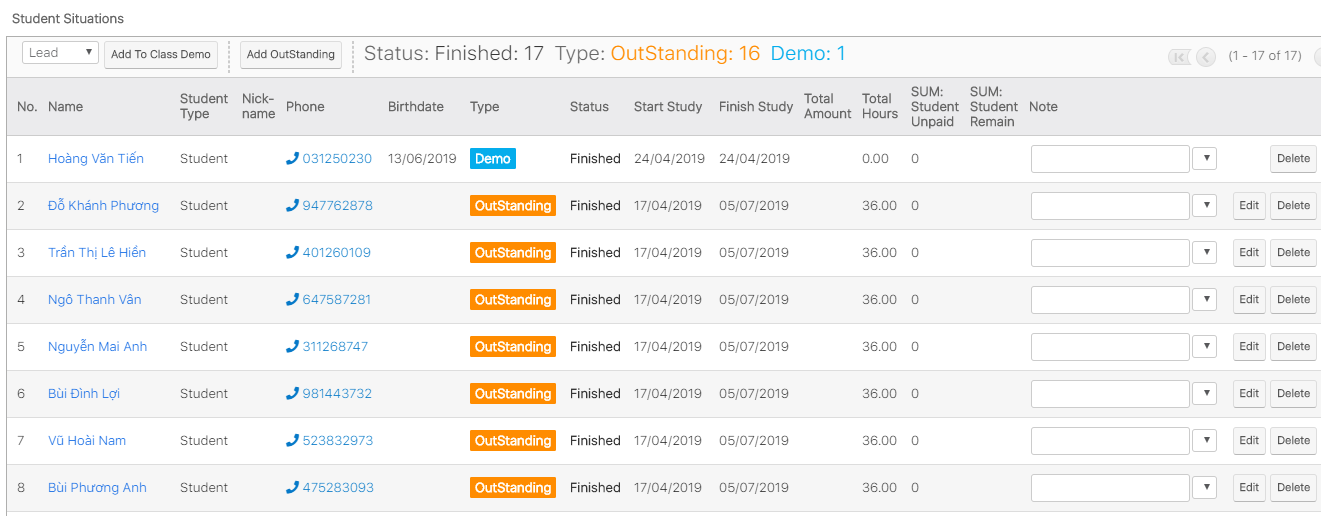 Student Situations
Lead Add To Class Demo Add OutStanding Status: Finished: 17 Type: OutStanding: 16 Demo: 1 (1 - 17 of 17)
No. Name Student Type Nick-name Phone Birthdate Type Status Start Study Finish Study Total Amount Total Hours SUM: Student Unpaid SUM: Student Remain Note
1 Hoàng Văn Tiến Student 031250230 13/06/2019 Demo Finished 24/04/2019 24/04/2019 0.00 0 Delete
2 Đỗ Khánh Phương Student 947762878 OutStanding Finished 17/04/2019 05/07/2019 36.00 0 Edit Delete
3 Trần Thị Lê Hiền Student 401260109 OutStanding Finished 17/04/2019 05/07/2019 36.00 0 Edit Delete
4 Ngô Thanh Vân Student 647587281 OutStanding Finished 17/04/2019 05/07/2019 36.00 0 Edit Delete
5 Nguyễn Mai Anh Student 311268747 OutStanding Finished 17/04/2019 05/07/2019 36.00 0 Edit Delete
6 Bùi Đình Lợi Student 981443732 OutStanding Finished 17/04/2019 05/07/2019 36.00 0 Edit Delete
7 Vũ Hoài Nam Student 523832973 OutStanding Finished 17/04/2019 05/07/2019 36.00 0 Edit Delete
8 Bùi Phương Anh Student 475283093 OutStanding Finished 17/04/2019 05/07/2019 36.00 0 Edit Delete